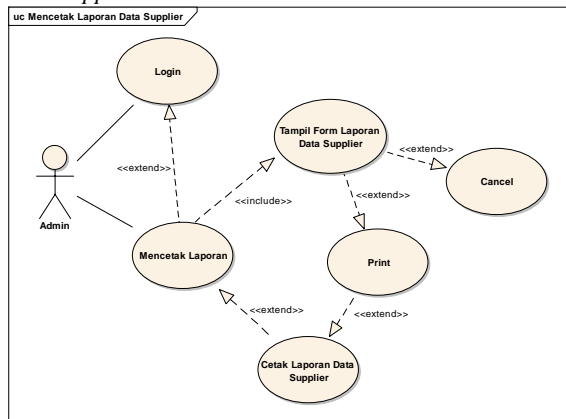 uc Mencetak Laporan Data Supplier
Login
Tampil Form Laporan
Data Supplier
<<extend>>
<<extend>>
Cancel
<<extend>>
<<include>>
Admin
Mencetak Laporan
Print
<<extend>>
<<extend>>
Cetak Laporan Data
Supplier